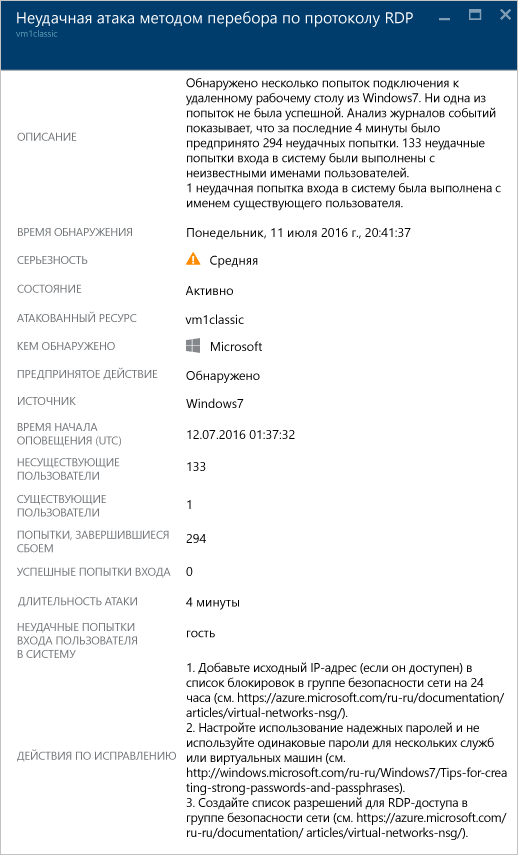 Неудачная атака методом перебора по протоколу RDP
vm1classic
ОПИСАНИЕ
Обнаружено несколько попыток подключения к
удаленному рабочему столу из Windows7. Ни одна из
попыток не была успешной. Анализ журналов событий
показывает, что за последние 4 минуты было
предпринято 294 неудачных попытки. 133 неудачные
попытки входа в систему были выполнены с
неизвестными именами пользователей.
1 неудачная попытка входа в систему была выполнена с
именем существующего пользователя.
ВРЕМЯ ОБНАРУЖЕНИЯ
Понедельник, 11 июля 2016 г., 20:41:37
СЕРЬЕЗНОСТЬ
Средняя
СОСТОЯНИЕ
Активно
АТАКОВАННЫЙ РЕСУРС
vm1classic
КЕМ ОБНАРУЖЕНО
Microsoft
ПРЕДПРИНЯТОЕ ДЕЙСТВИЕ
Обнаружено
ИСТОЧНИК
Windows7
ВРЕМЯ НАЧАЛА
ОПОВЕЩЕНИЯ (UTC)
12.07.2016 01:37:32
НЕСУЩЕСТВУЮЩИЕ
ПОЛЬЗОВАТЕЛИ
133
СУЩЕСТВУЮЩИЕ
ПОЛЬЗОВАТЕЛИ
1
ПОПЫТКИ, ЗАВЕРШИВШИЕСЯ
СБОЕМ
294
УСПЕШНЫЕ ПОПЫТКИ ВХОДА
0
ДЛИТЕЛЬНОСТЬ АТАКИ
4 минуты
НЕУДАЧНЫЕ ПОПЫТКИ
ВХОДА ПОЛЬЗОВАТЕЛЯ
В СИСТЕМУ
гость
ДЕЙСТВИЯ ПО ИСПРАВЛЕНИЮ
1. Добавьте исходный IP-адрес (если он доступен) в
список блокировок в группе безопасности сети на 24
часа (см. https://azure.microsoft.com/ru-ru/documentation/
articles/virtual-networks-nsg/).
2. Настройте использование надежных паролей и не
используйте одинаковые пароли для нескольких служб
или виртуальных машин (см.
http://windows.microsoft.com/ru-ru/Windows7/Tips-for-crea
ting-strong-passwords-and-passphrases).
3. Создайте список разрешений для RDP-доступа в
группе безопасности сети (см. https://azure.microsoft.com/
ru-ru/documentation/ articles/virtual-networks-nsg/).